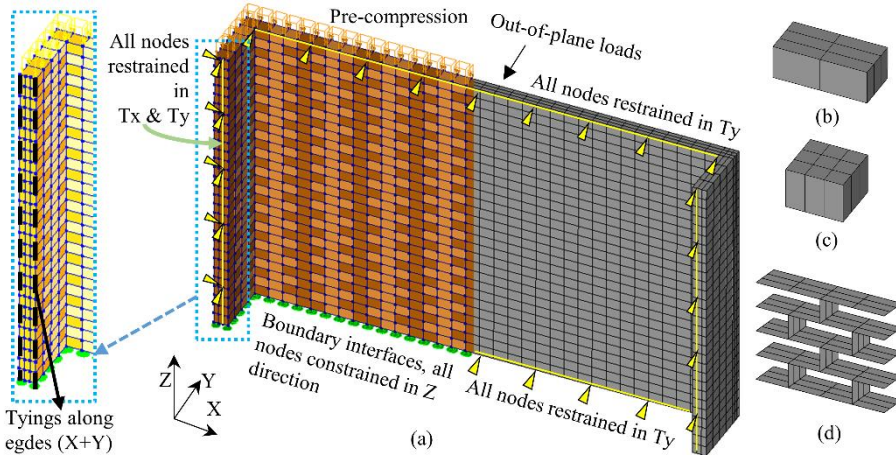 Pre-compression
Out-of-plane loads
All nodes
restrained
in
Tx & Ty
All nodes restrained in Ty
(b)
(c)
Boundary interfaces, all
nodes constrained in Z
direction
All nodes restrained in Ty
Z
Y
X
Tyings along
egdes (X+Y)
(a)
(d)